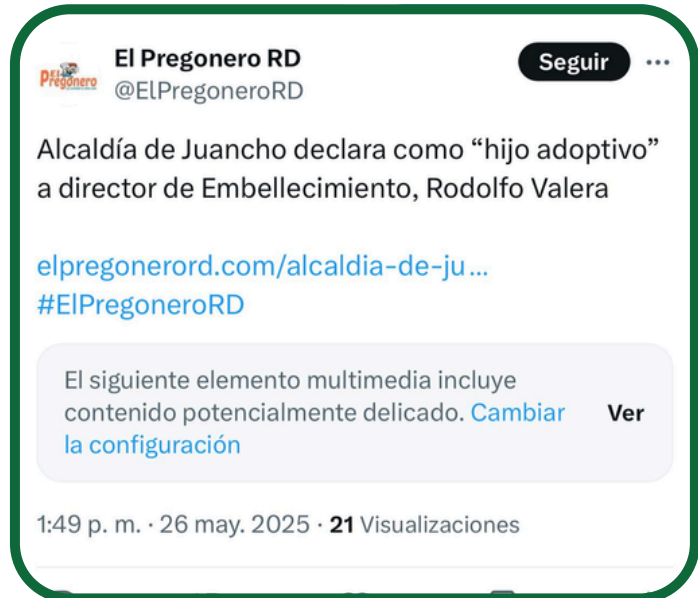 El Pregonero RD
@ElPregoneroRD
Seguir
El Pregonero
Alcaldía de Juancho declara como “hijo adoptivo”
a director de Embellecimiento, Rodolfo Valera
elpregonerord.com/alcaldia-de-ju…
#ElPregoneroRD
El siguiente elemento multimedia incluye
contenido potencialmente delicado. Cambiar
la configuración
Ver
1:49 p. m. · 26 may. 2025 · 21 Visualizaciones